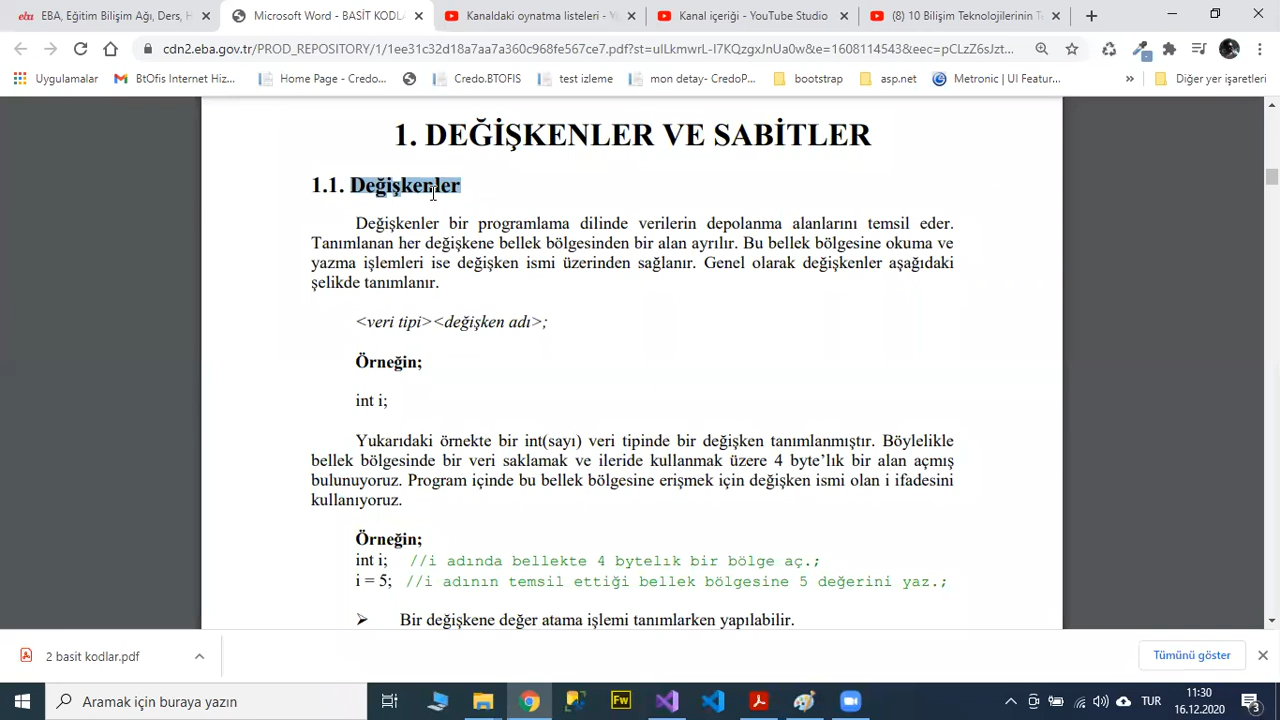 EBA, Eğitim Bilişim Ağı, Ders, H
Microsoft Word - BASİT KODLA
Kanaldaki oynatma listeleri - Y
Kanal içeriği - YouTube Studio
(8) 10 Bilişim Teknolojilerinin T
cdn2.eba.gov.tr/PROD_REPOSITORY/1/1ee31c32d18a7aa7a360c968fe567ce7.pdf?st=uILkmwrL-I7KQzgxJnUa0w&e=1608114543&eec=pCLzZ6sJzt...
Uygulamalar
BtOfis Internet Hiz...
Home Page - Credo...
Credo.BTOFIS
test izleme
mon detay- CredoP...
bootstrap
asp.net
Metronic | UI Featur...
»
Diğer yer işaretleri
1. DEĞİŞKENLER VE SABİTLER
1.1. Değişkenler
Değişkenler bir programlama dilinde verilerin depolanma alanlarını temsil eder.
Tanımlanan her değişkene bellek bölgesinden bir alan ayrılır. Bu bellek bölgesine okuma ve
yazma işlemleri ise değişken ismi üzerinden sağlanır. Genel olarak değişkenler aşağıdaki
şelikde tanımlanır.
<veri tipi><değişken adı>;
Örneğin;
int i;
Yukarıdaki örnekte bir int(sayı) veri tipinde bir değişken tanımlanmıştır. Böylelikle
bellek bölgesinde bir veri saklamak ve ileride kullanmak üzere 4 byte’lık bir alan açmış
bulunuyoruz. Program içinde bu bellek bölgesine erişmek için değişken ismi olan i ifadesini
kullanıyoruz.
Örneğin;
int i; //i adında bellekte 4 bytelık bir bölge aç.;
i = 5; //i adının temsil ettiği bellek bölgesine 5 değerini yaz.;
➢ Bir değişkene değer atama işlemi tanımlarken yapılabilir.
2 basit kodlar.pdf
Tümünü göster
Aramak için buraya yazın
Fw
TUR
11:30
16.12.2020
3